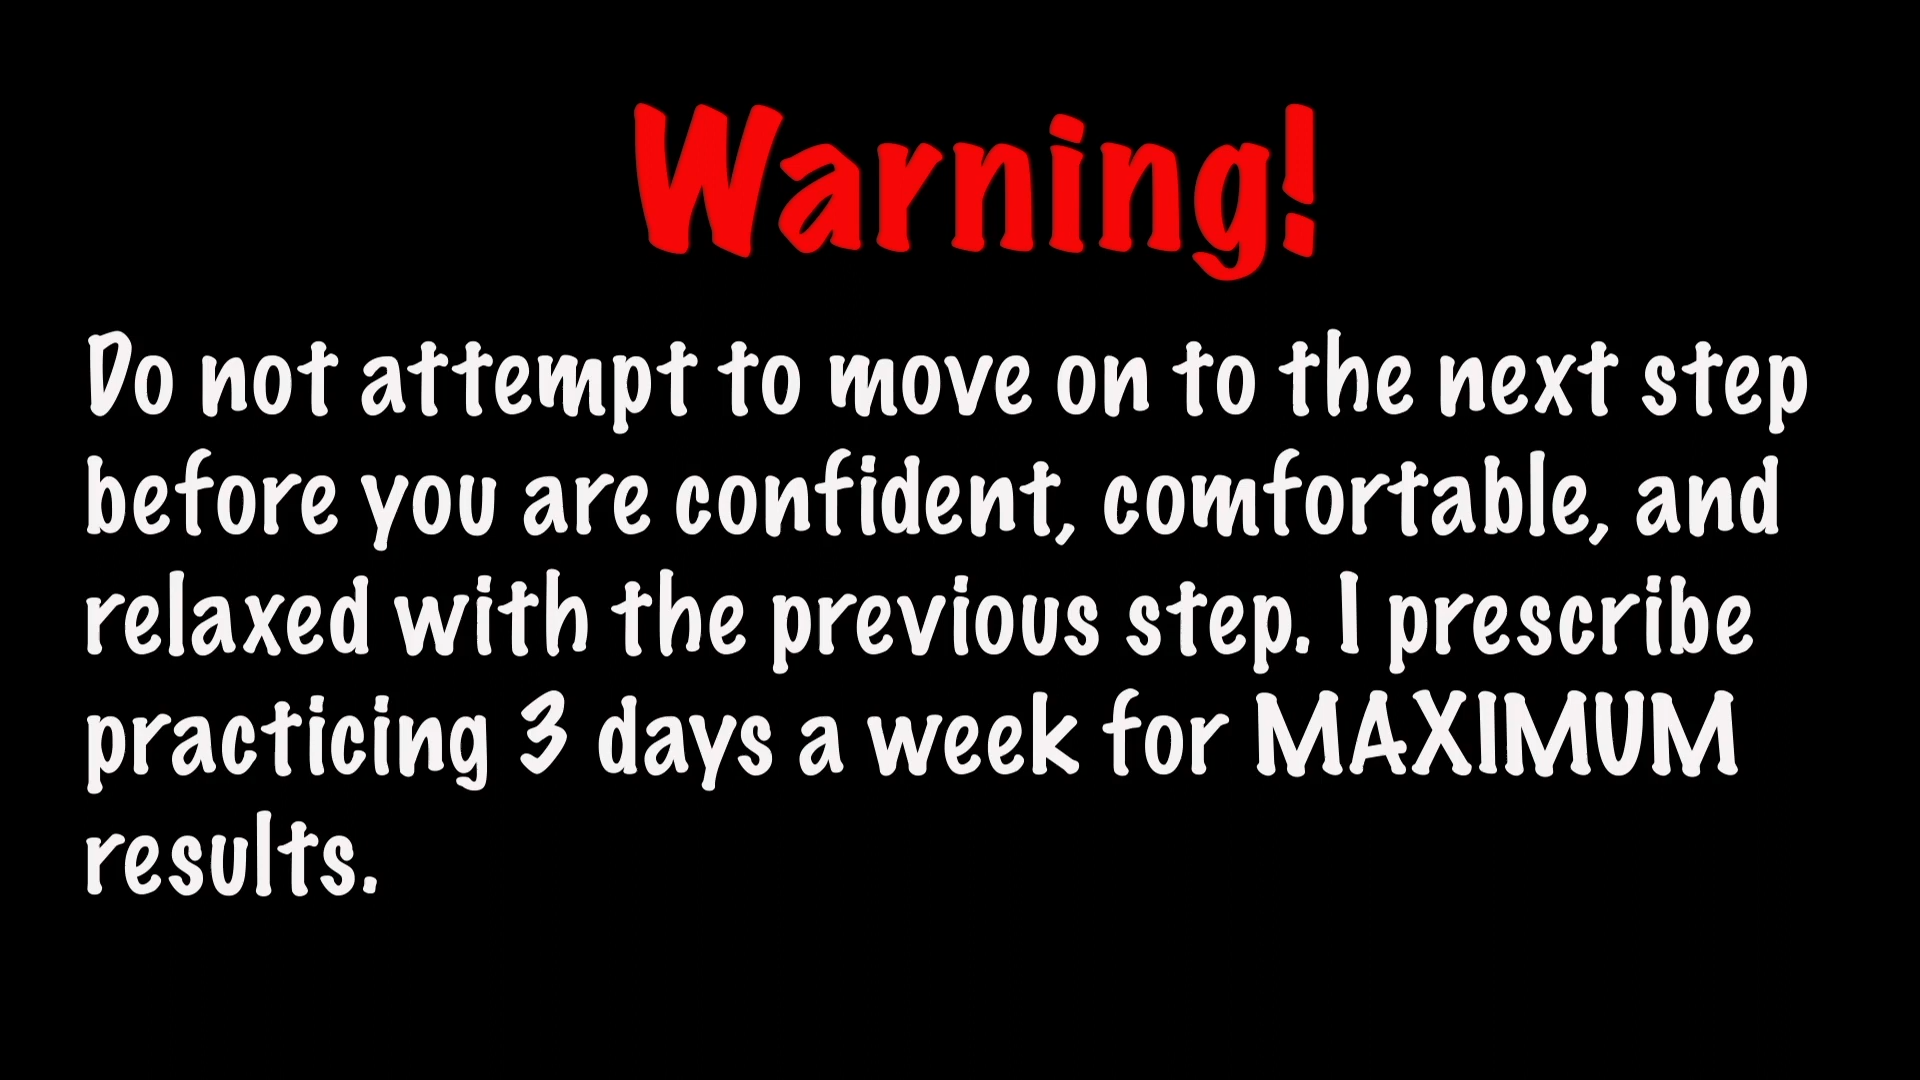 Warning!
Do not attempt to move on to the next step
before you are confident, comfortable, and
relaxed with the previous step. I prescribe
practicing 3 days a week for MAXIMUM
results.